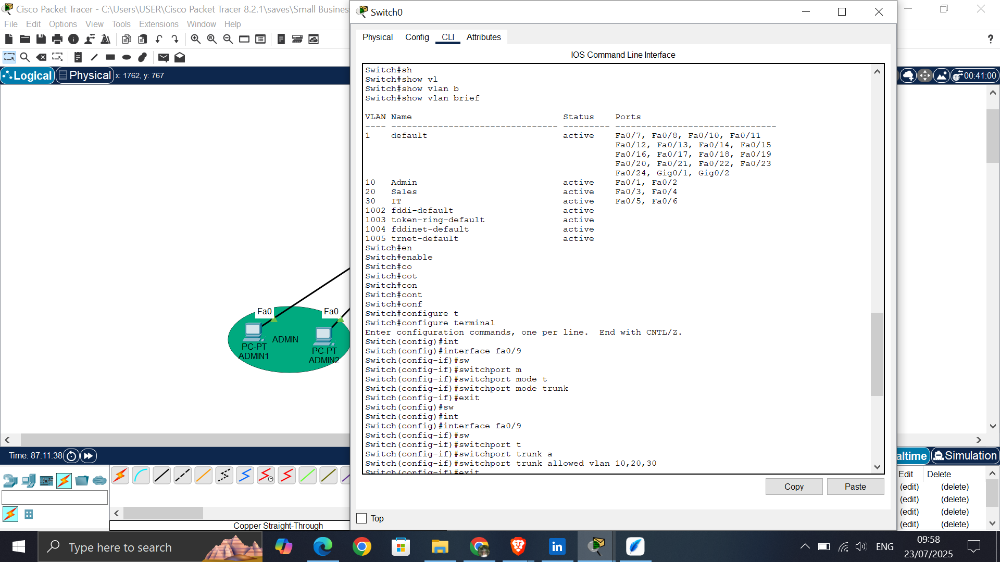 Cisco Packet Tracer - C:\Users\USER\Cisco Packet Tracer 8.2.1\saves\Small Business
File Edit Options View Tools Extensions Window Help
?
Logical Physical x: 1762, y: 767
00:41:00
Switch0
Physical Config CLI Attributes
IOS Command Line Interface
Switch#sh
Switch#show vl
Switch#show vlan b
Switch#show vlan brief
VLAN Name Status Ports
---- -------------------------------- --------- -------------------------------
1 default active Fa0/7, Fa0/8, Fa0/10, Fa0/11
Fa0/12, Fa0/13, Fa0/14, Fa0/15
Fa0/16, Fa0/17, Fa0/18, Fa0/19
Fa0/20, Fa0/21, Fa0/22, Fa0/23
Fa0/24, Gig0/1, Gig0/2
10 Admin active Fa0/1, Fa0/2
20 Sales active Fa0/3, Fa0/4
30 IT active Fa0/5, Fa0/6
1002 fddi-default active
1003 token-ring-default active
1004 fddinet-default active
1005 trnet-default active
Switch#en
Switch#enable
Switch#co
Switch#cot
Switch#con
Switch#cont
Switch#conf
Switch#configure t
Switch#configure terminal
Enter configuration commands, one per line. End with CNTL/Z.
Switch(config)#int
Switch(config)#interface fa0/9
Switch(config-if)#sw
Switch(config-if)#switchport m
Switch(config-if)#switchport mode t
Switch(config-if)#switchport mode trunk
Switch(config-if)#exit
Switch(config)#sw
Switch(config)#int
Switch(config)#interface fa0/9
Switch(config-if)#sw
Switch(config-if)#switchport t
Switch(config-if)#switchport trunk a
Switch(config-if)#switchport trunk allowed vlan 10,20,30
Switch(config-if)#exit
Copy Paste
Top
Fa0 Fa0
ADMIN
PC-PT
ADMIN1
PC-PT
ADMIN2
Time: 87:11:38
altime Simulation
Edit Delete
(edit) (delete)
(edit) (delete)
(edit) (delete)
(edit) (delete)
Copper Straight-Through
Type here to search
in
ENG
09:58
23/07/2025